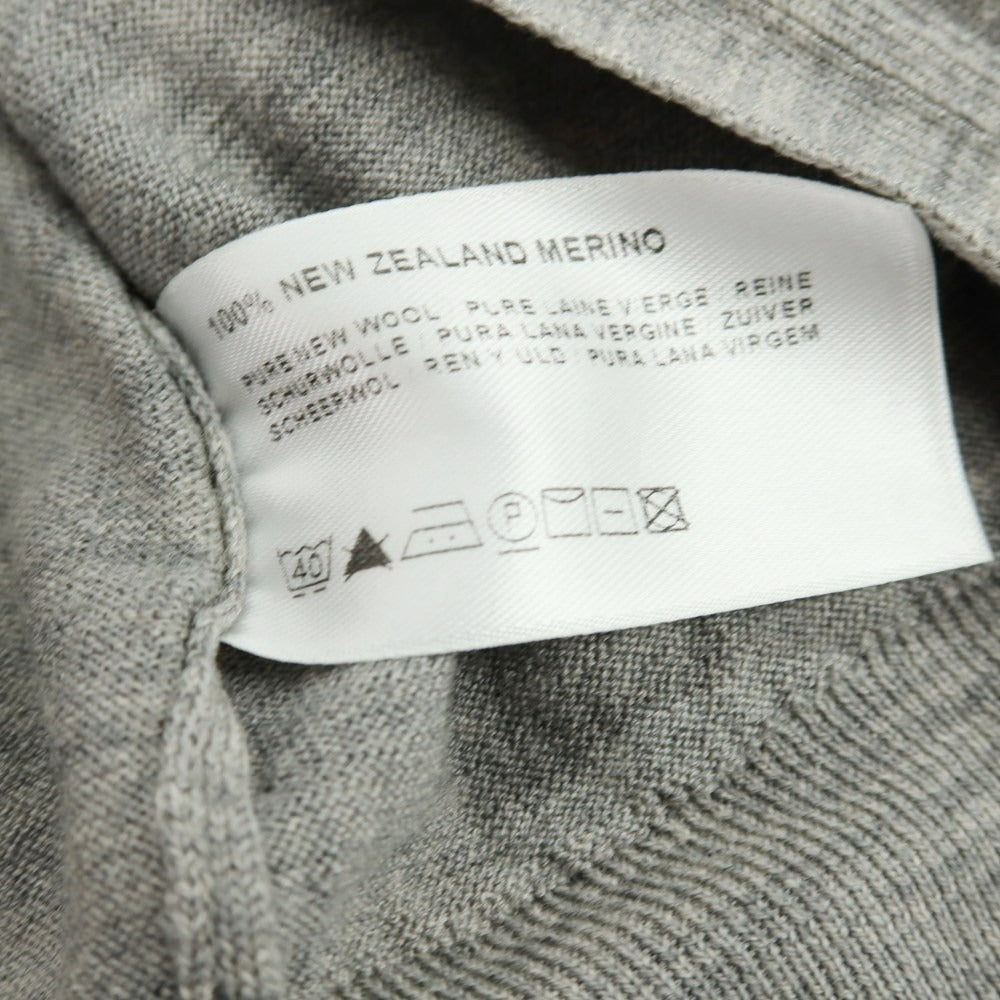 100% NEW ZEALAND MERINO
PURE NEW WOOL PURE LAINE VIERGE REINE
SCHURWOLLE PURA LANA VERGINE ZUIVER
SCHEERWOL REN Y ULD PURA LANA VIRGEM
40 P